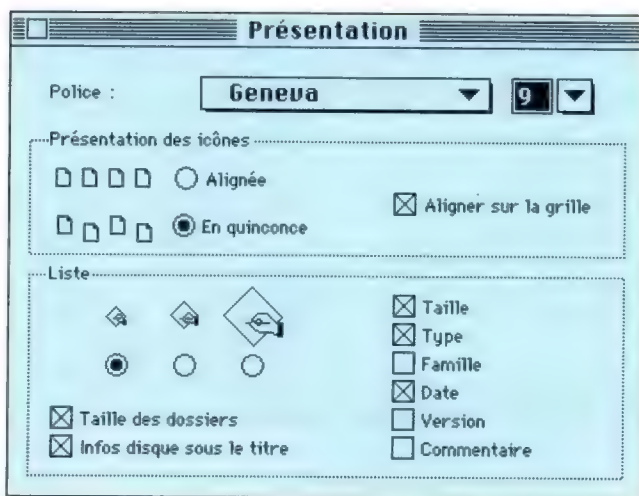 Présentation
Police :
Geneva
9
Présentation des icônes
Alignée
En quinconce
Aligner sur la grille
Liste
Taille des dossiers
Infos disque sous le titre
Taille
Type
Famille
Date
Version
Commentaire